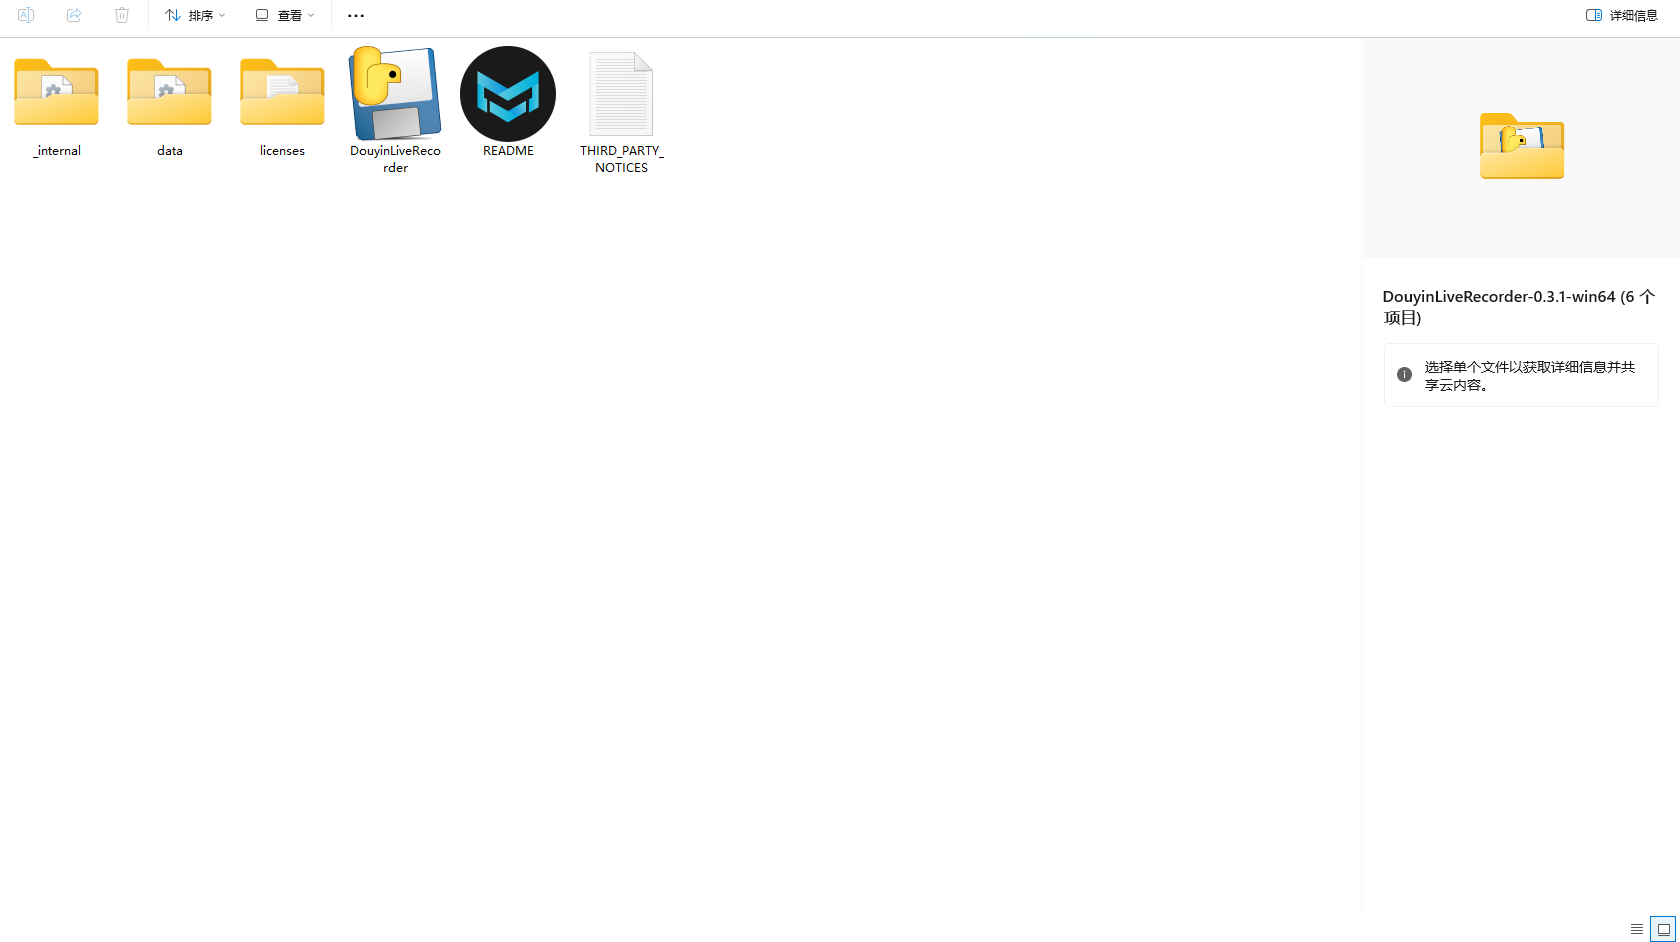 排序
查看
详细信息
_internal
data
licenses
DouyinLiveReco
rder
README
THIRD_PARTY_
NOTICES
DouyinLiveRecorder-0.3.1-win64 (6 个
项目)
选择单个文件以获取详细信息并共
享云内容。